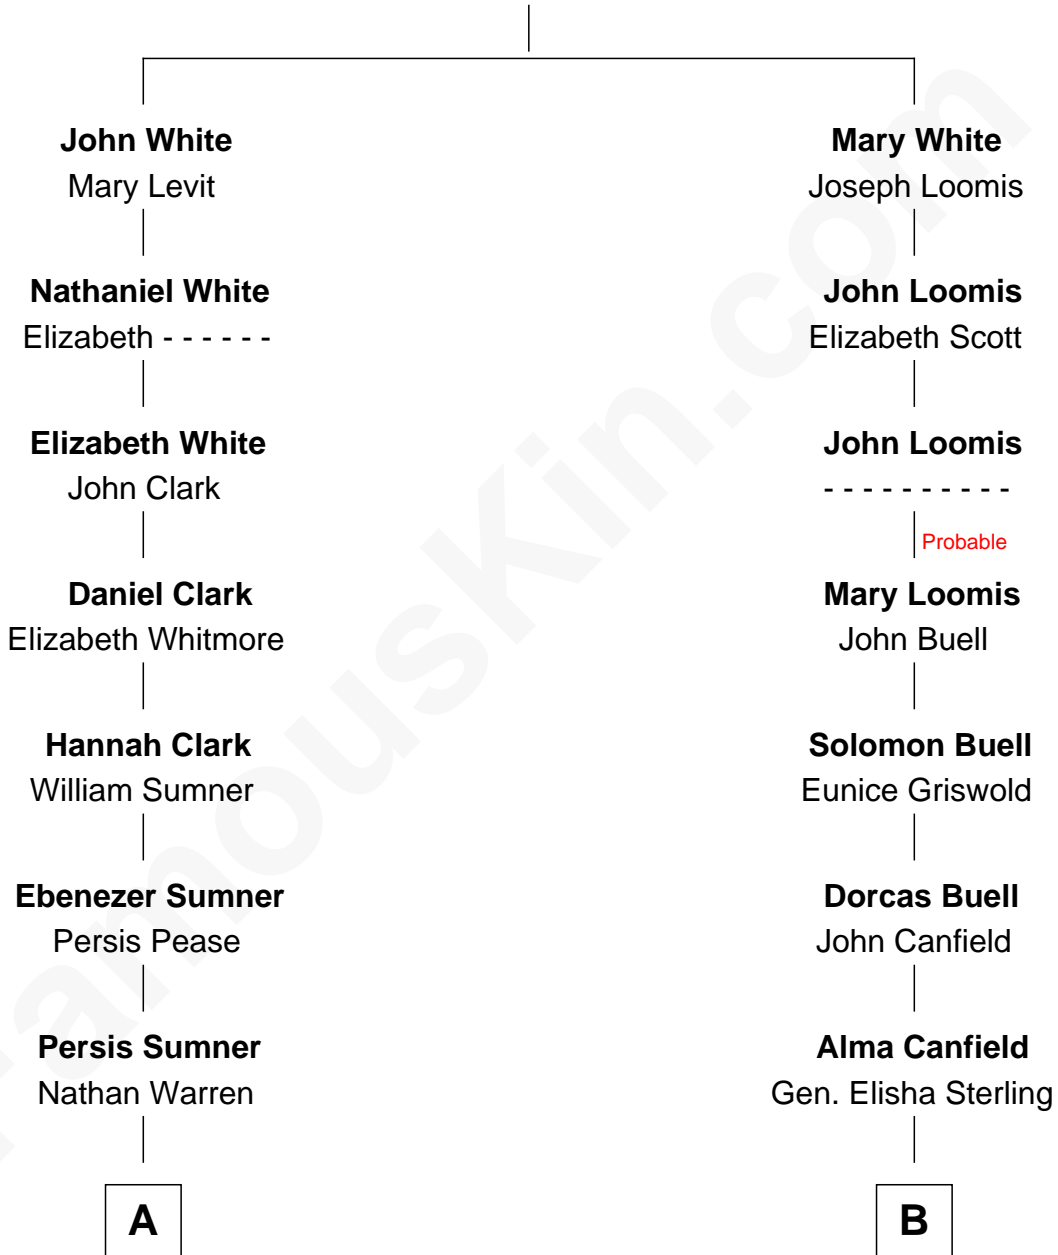 John White
Mary Levit
Mary White
Joseph Loomis
Nathaniel White
Elizabeth - - - - - -
John Loomis
Elizabeth Scott
Elizabeth White
John Clark
John Loomis
- - - - - - - - - -
Probable
Daniel Clark
Elizabeth Whitmore
Mary Loomis
John Buell
Hannah Clark
William Sumner
Solomon Buell
Eunice Griswold
Ebenezer Sumner
Persis Pease
Dorcas Buell
John Canfield
Persis Sumner
Nathan Warren
Alma Canfield
Gen. Elisha Sterling
A
B
FamousKin.com